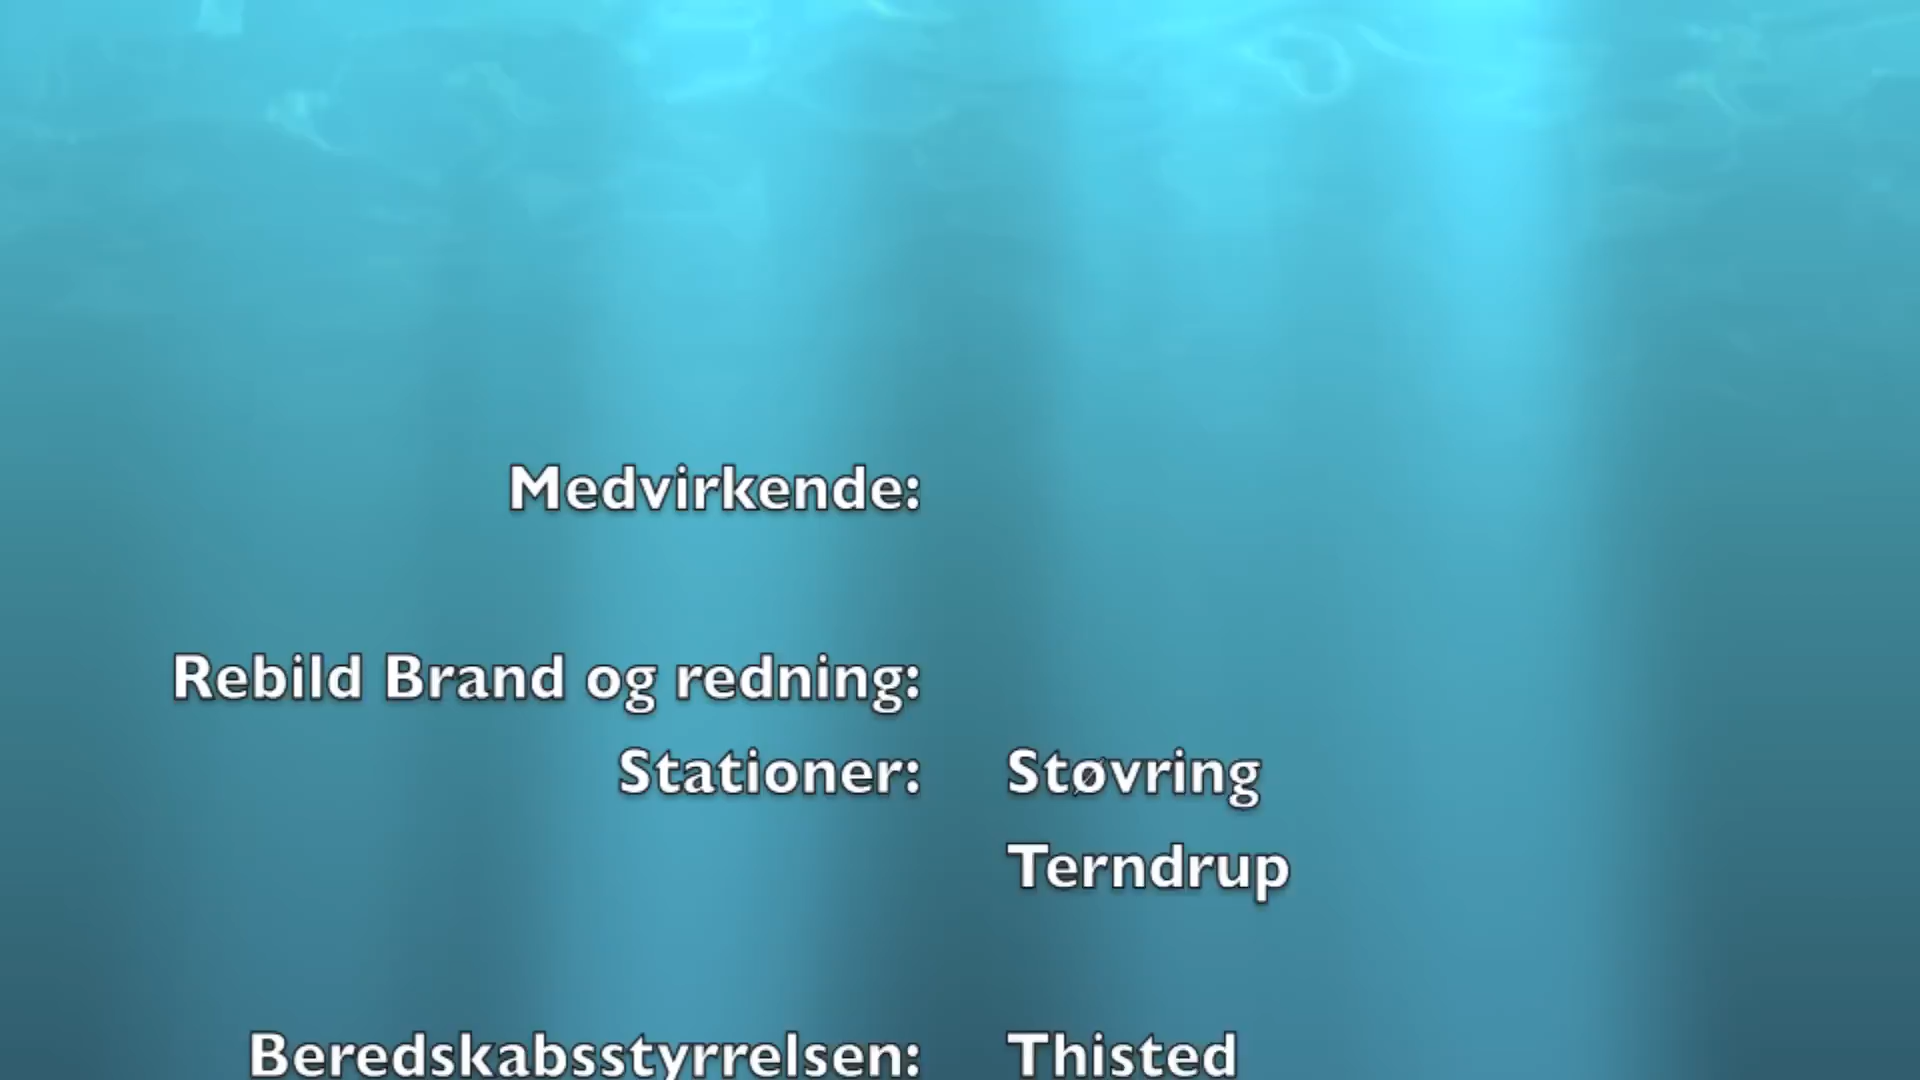 Medvirkende:
Rebild Brand og redning:
Stationer: Støvring
Terndrup
Beredskabsstyrrelsen: Thisted